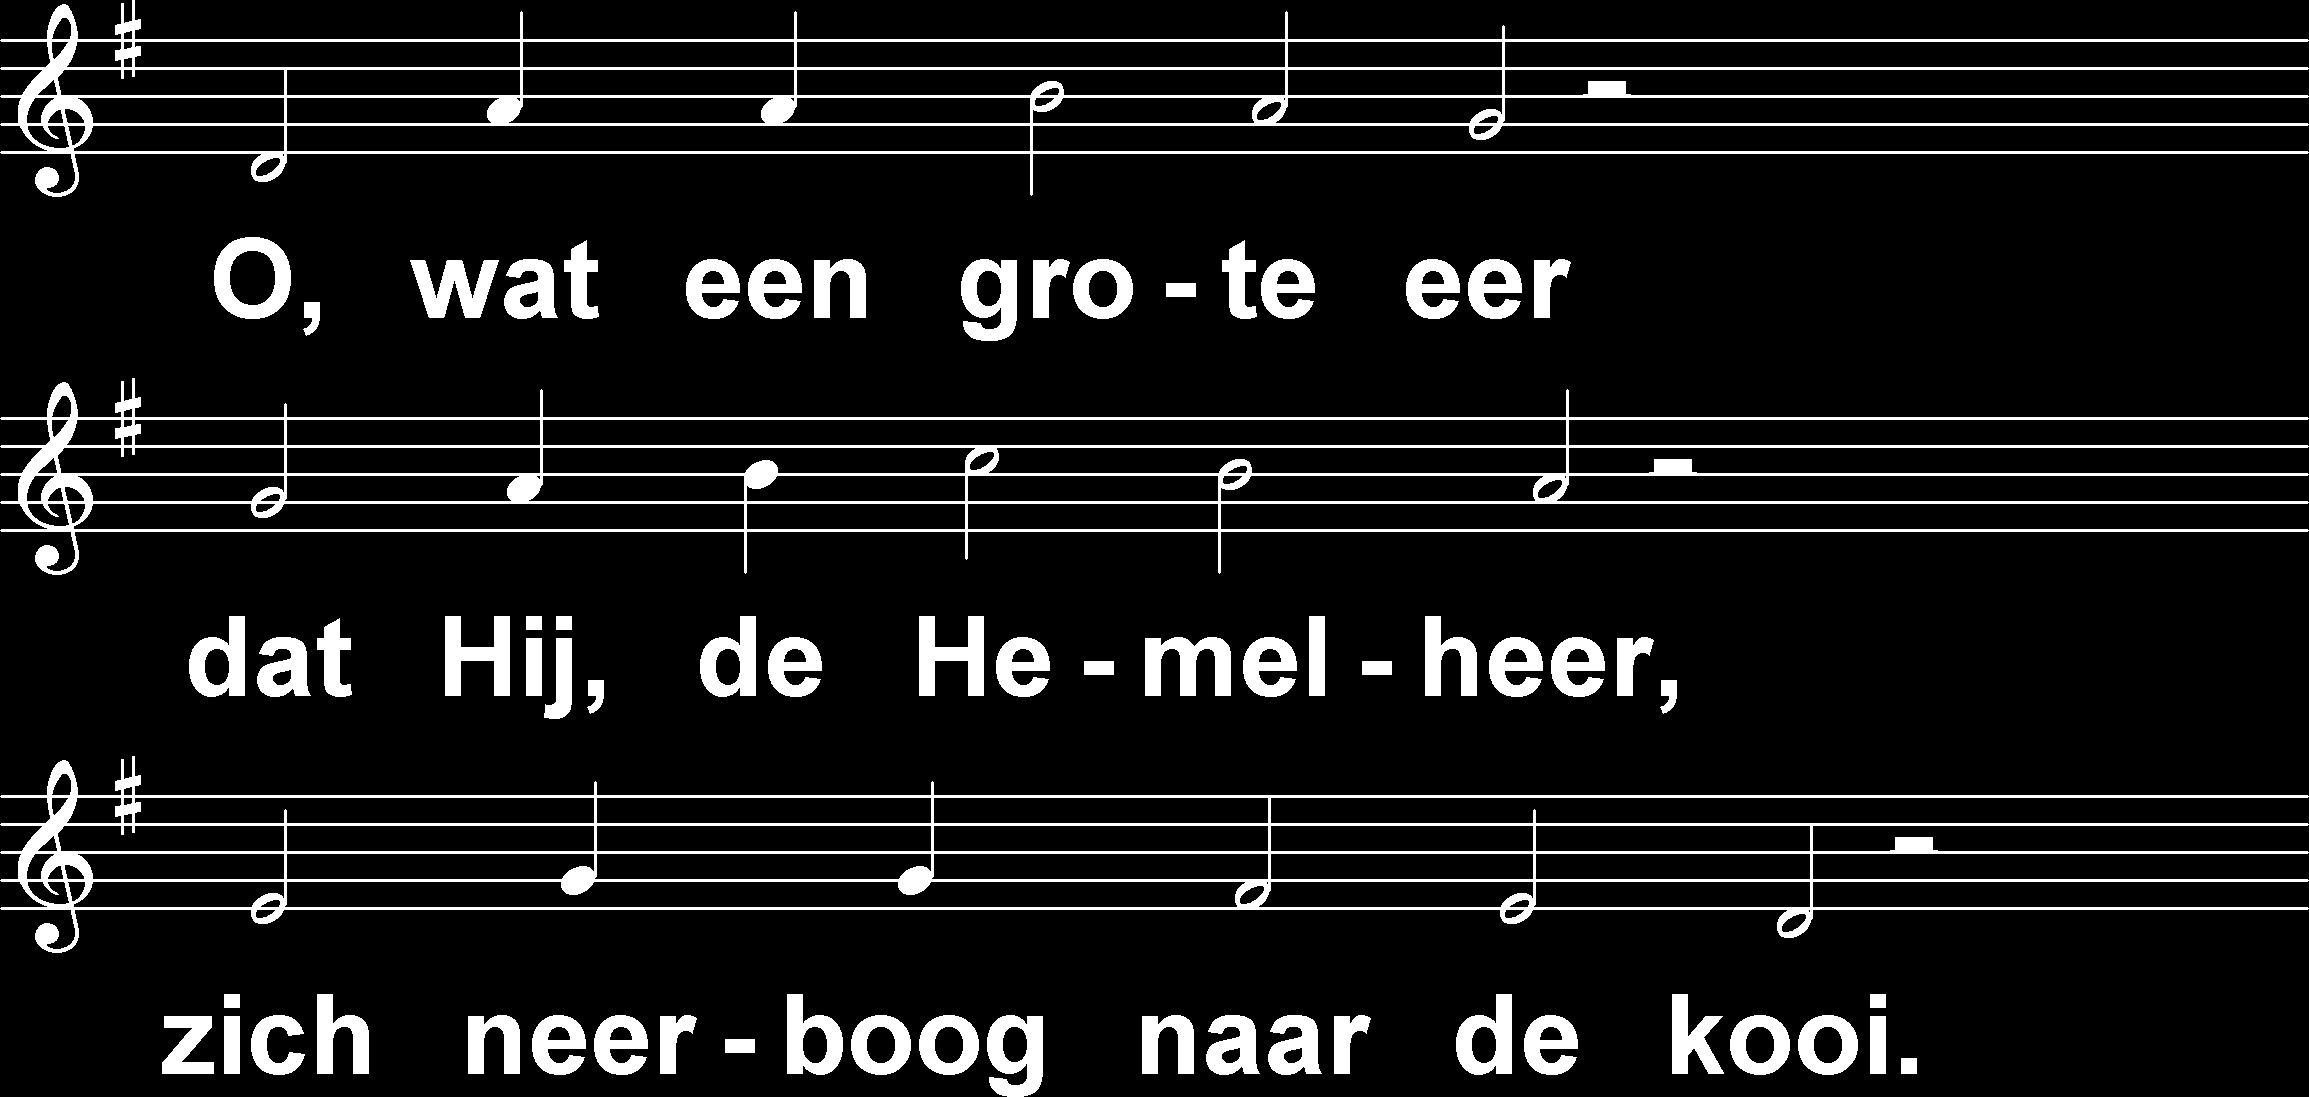 O, wat een gro - te eer
dat Hij, de He - mel - heer,
zich neer - boog naar de kooi.